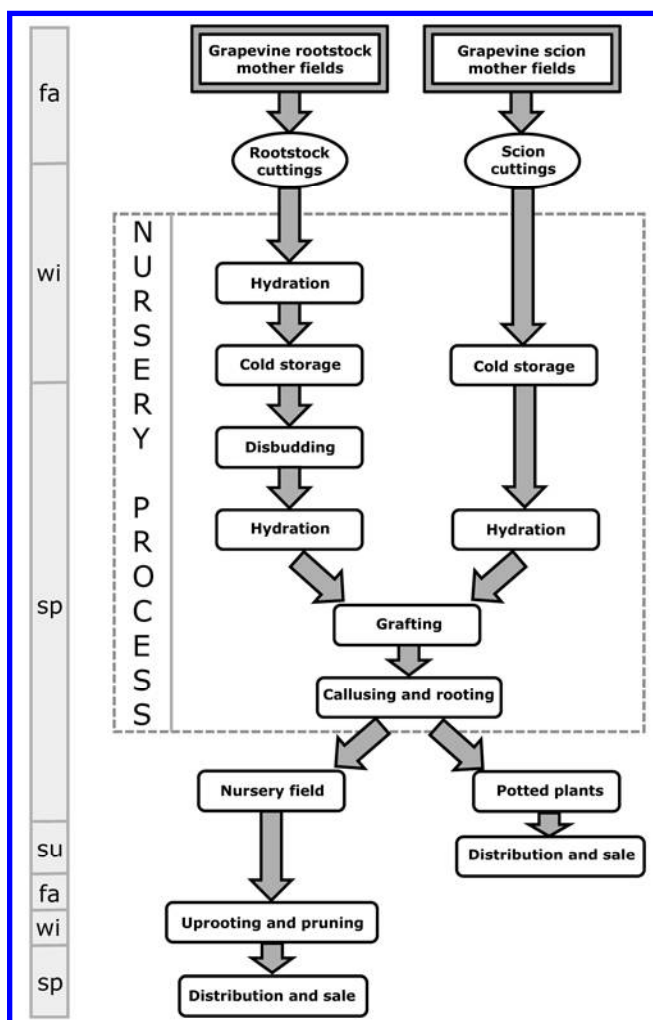 Grapevine rootstock
mother fields
Grapevine scion
mother fields
fa
Rootstock
cuttings
Scion
cuttings
wi
NURSERY PROCESS
Hydration
Cold storage
Cold storage
Disbudding
Hydration
Hydration
sp
Grafting
Callusing and rooting
Nursery field
Potted plants
su
Distribution and sale
fa
wi
Uprooting and pruning
sp
Distribution and sale